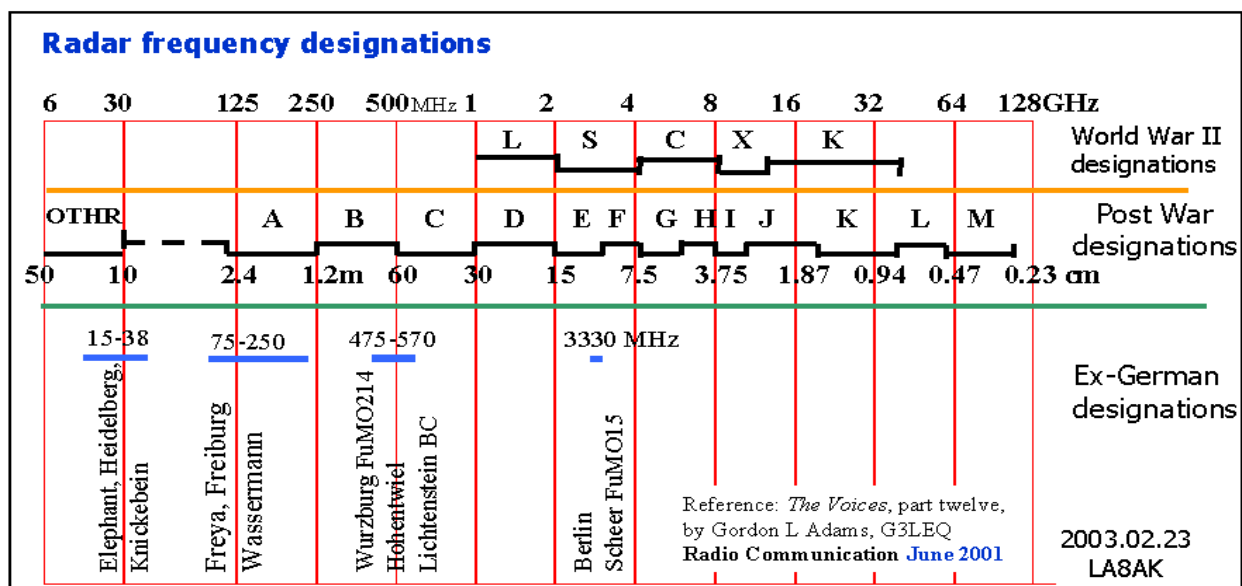 Radar frequency designations
6 30 125 250 500 MHz 1 2 4 8 16 32 64 128GHz
L S C X K
World War II
designations
OTHR A B C D E F G H I J K L M
Post War
designations
50 10 2.4 1.2m 60 30 15 7.5 3.75 1.87 0.94 0.47 0.23 cm
15-38 75-250 475-570 3330 MHz
Ex-German
designations
Elephant, Heidelberg,
Knickebein
Freya, Freiburg
Wassermann
Wurzburg FuMO214
Hohentwiel
Lichtenstein BC
Berlin
Scheer FuMO15
Reference: The Voices, part twelve,
by Gordon L Adams, G3LEQ
Radio Communication June 2001
2003.02.23
LA8AK